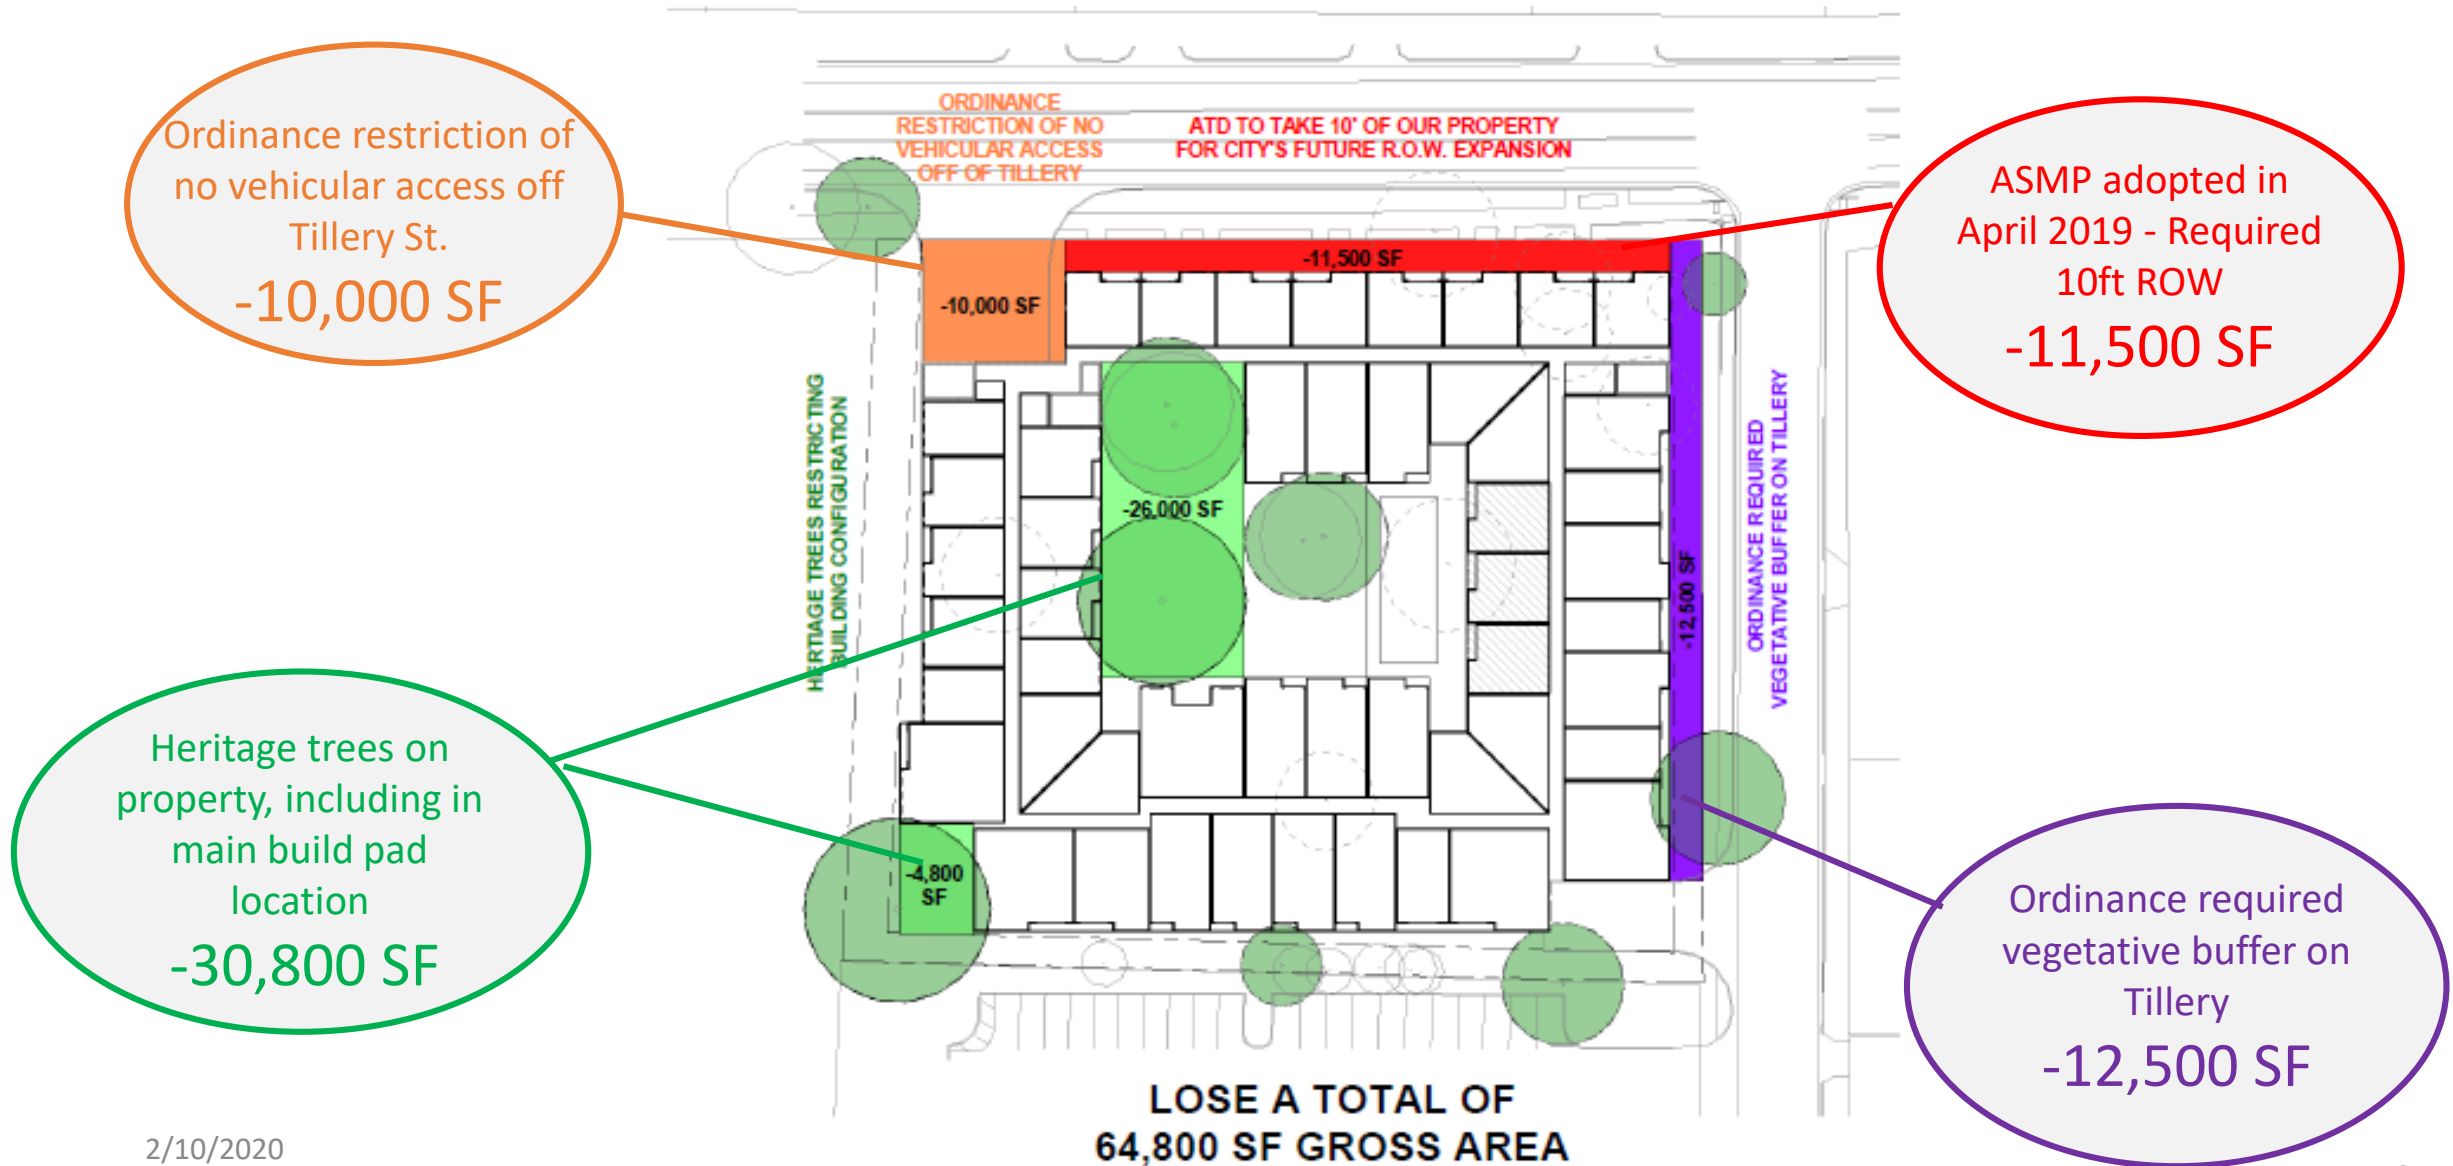 Ordinance restriction of
no vehicular access off
Tillery St.
-10,000 SF
ORDINANCE
RESTRICTION OF NO
VEHICULAR ACCESS
OFF OF TILLERY
ATD TO TAKE 10' OF OUR PROPERTY
FOR CITY'S FUTURE R.O.W. EXPANSION
ASMP adopted in
April 2019 - Required
10ft ROW
-11,500 SF
-11,500 SF
-10,000 SF
HERTIAGE TREES RESTRICTING
BUILDING CONFIGURATION
-26,000 SF
-12,500 SF
ORDINANCE REQUIRED
VEGETATIVE BUFFER ON TILLERY
Heritage trees on
property, including in
main build pad
location
-30,800 SF
-4,800
SF
Ordinance required
vegetative buffer on
Tillery
-12,500 SF
LOSE A TOTAL OF
64,800 SF GROSS AREA
2/10/2020